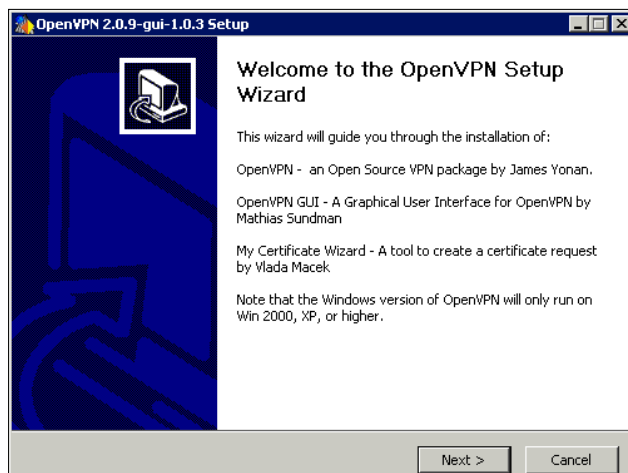 OpenVPN 2.0.9-gui-1.0.3 Setup
Welcome to the OpenVPN Setup
Wizard
This wizard will guide you through the installation of:
OpenVPN - an Open Source VPN package by James Yonan.
OpenVPN GUI - A Graphical User Interface for OpenVPN by
Mathias Sundman
My Certificate Wizard - A tool to create a certificate request
by Vlada Macek
Note that the Windows version of OpenVPN will only run on
Win 2000, XP, or higher.
Next > Cancel